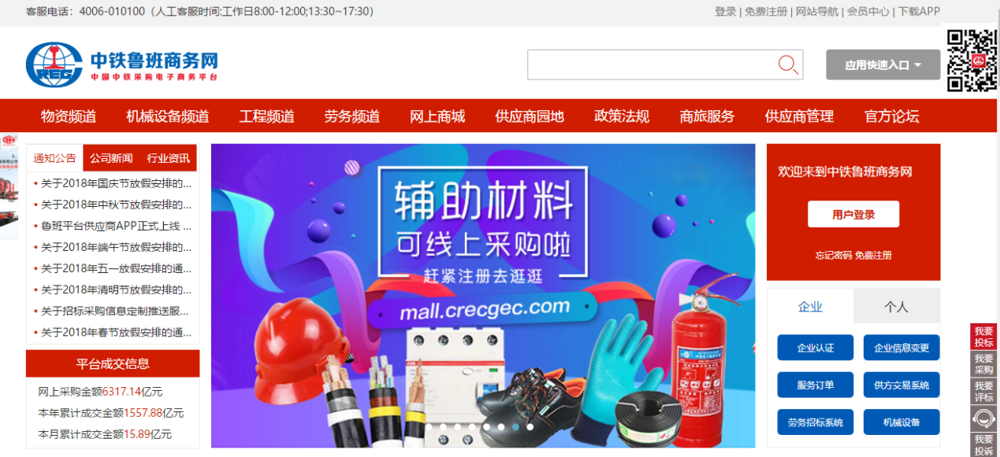 客服电话：4006-010100（人工客服时间:工作日8:00-12:00;13:30~17:30）
登录 | 免费注册 | 网站导航 | 会员中心 | 下载APP
中铁鲁班商务网
中国中铁采购电子商务平台
CREG
应用快速入口
物资频道 机械设备频道 工程频道 劳务频道 网上商城 供应商园地 政策法规 商旅服务 供应商管理 官方论坛
通知公告 公司新闻 行业资讯
• 关于2018年国庆节放假安排的...
• 关于2018年中秋节放假安排的...
• 鲁班平台供应商APP正式上线 ...
• 关于2018年端午节放假安排的...
• 关于2018年五一放假安排的通...
• 关于2018年清明节放假安排的...
• 关于招标采购信息定制推送服...
• 关于2018年春节放假安排的通...
平台成交信息
网上采购金额6317.14亿元
本年累计成交金额1557.88亿元
本月累计成交金额15.89亿元
辅助材料
可线上采购啦
赶紧注册去逛逛
mall.crecgec.com
欢迎来到中铁鲁班商务网
用户登录
忘记密码 免费注册
企业 个人
企业认证 企业信息变更
服务订单 供方交易系统
劳务招标系统 机械设备
我要
投标
我要
采购
我要
评标
我要
投诉